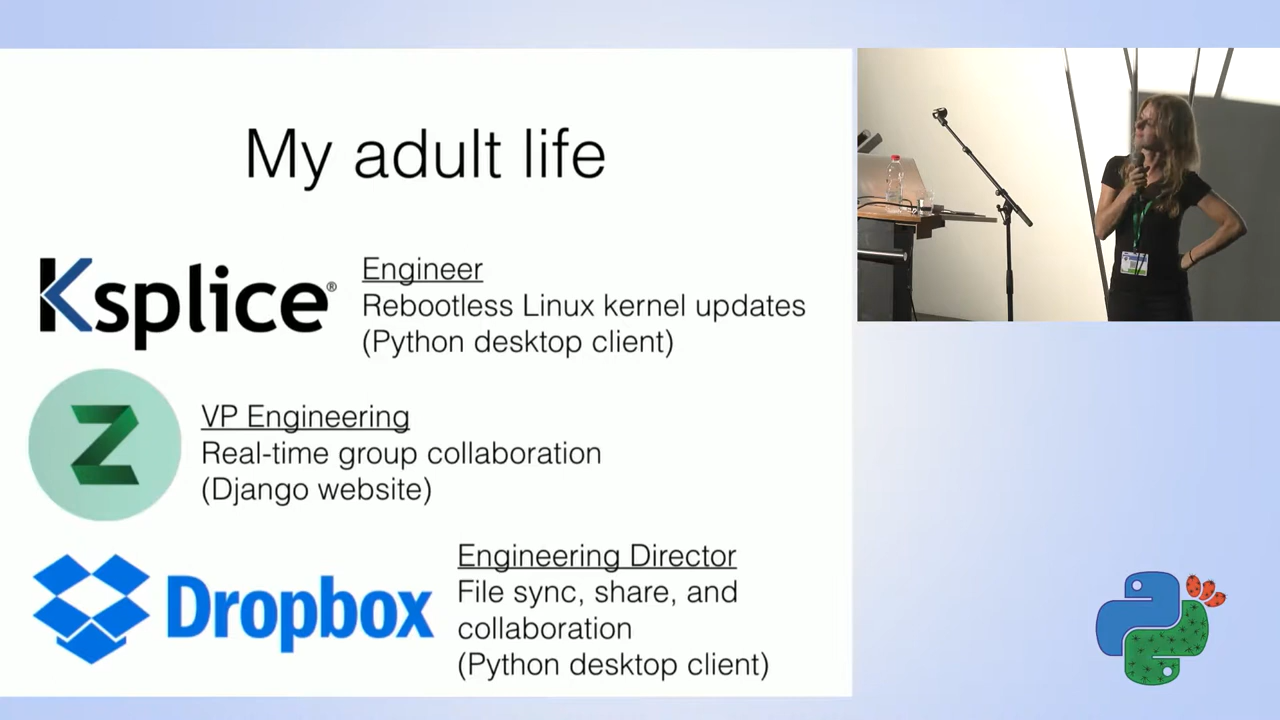 My adult life
Ksplice®
Engineer
Rebootless Linux kernel updates
(Python desktop client)
Z
VP Engineering
Real-time group collaboration
(Django website)
Dropbox
Engineering Director
File sync, share, and
collaboration
(Python desktop client)